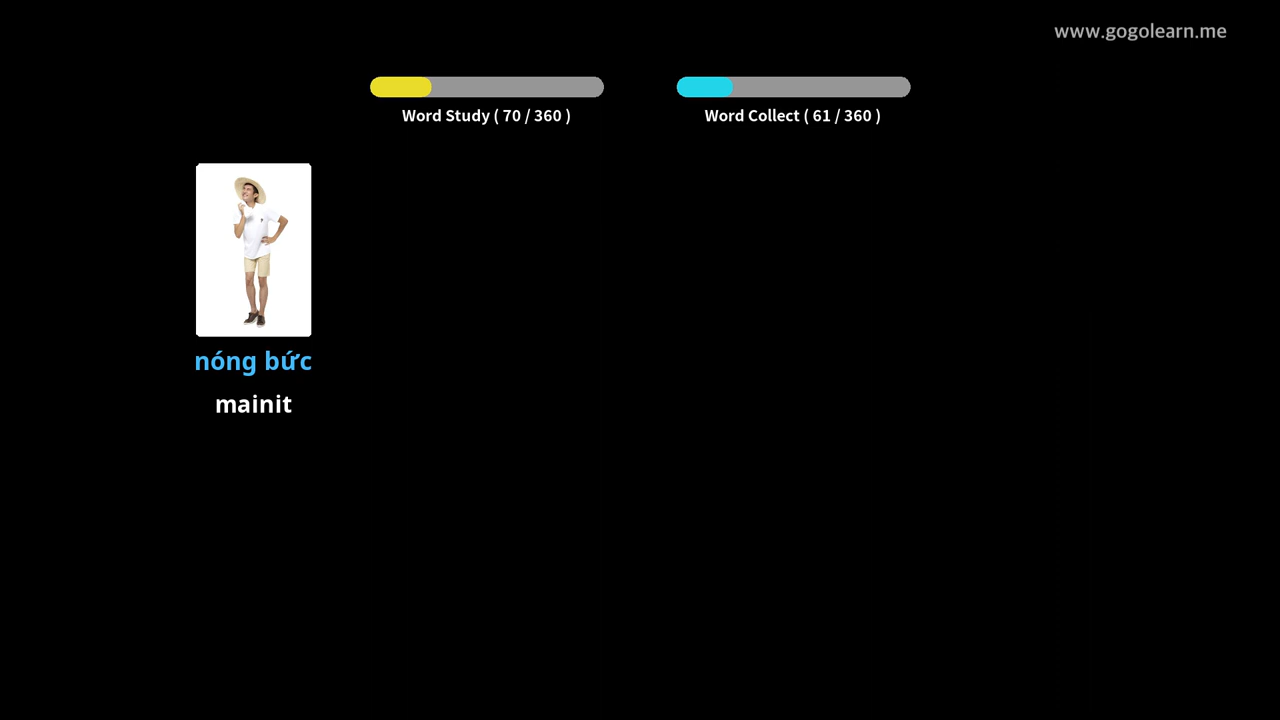 www.gogolearn.me
Word Study ( 70 / 360 )
Word Collect ( 61 / 360 )
nóng bức
mainit